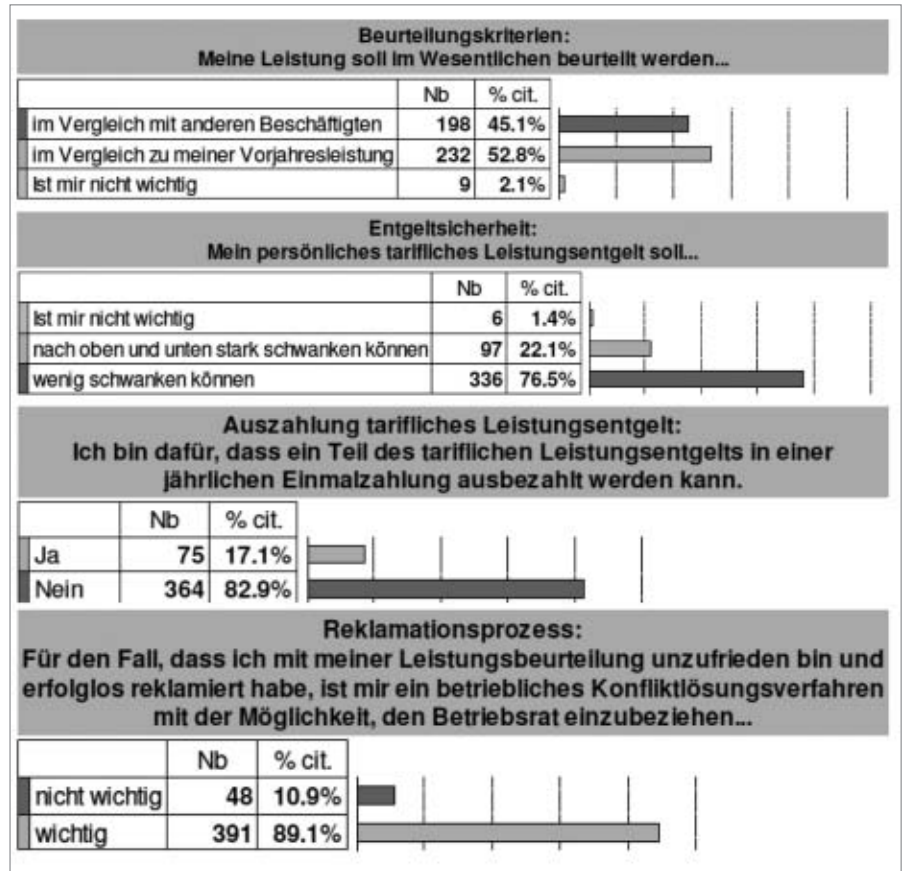 Beurteilungskriterien:
Meine Leistung soll im Wesentlichen beurteilt werden...
Nb % cit.
im Vergleich mit anderen Beschäftigten 198 45.1%
im Vergleich zu meiner Vorjahresleistung 232 52.8%
Ist mir nicht wichtig 9 2.1%
Entgeltsicherheit:
Mein persönliches tarifliches Leistungsentgelt soll...
Nb % cit.
Ist mir nicht wichtig 6 1.4%
nach oben und unten stark schwanken können 97 22.1%
wenig schwanken können 336 76.5%
Auszahlung tarifliches Leistungsentgelt:
Ich bin dafür, dass ein Teil des tariflichen Leistungsentgelts in einer
jährlichen Einmalzahlung ausbezahlt werden kann.
Nb % cit.
Ja 75 17.1%
Nein 364 82.9%
Reklamationsprozess:
Für den Fall, dass ich mit meiner Leistungsbeurteilung unzufrieden bin und
erfolglos reklamiert habe, ist mir ein betriebliches Konfliktlösungsverfahren
mit der Möglichkeit, den Betriebsrat einzubeziehen...
Nb % cit.
nicht wichtig 48 10.9%
wichtig 391 89.1%